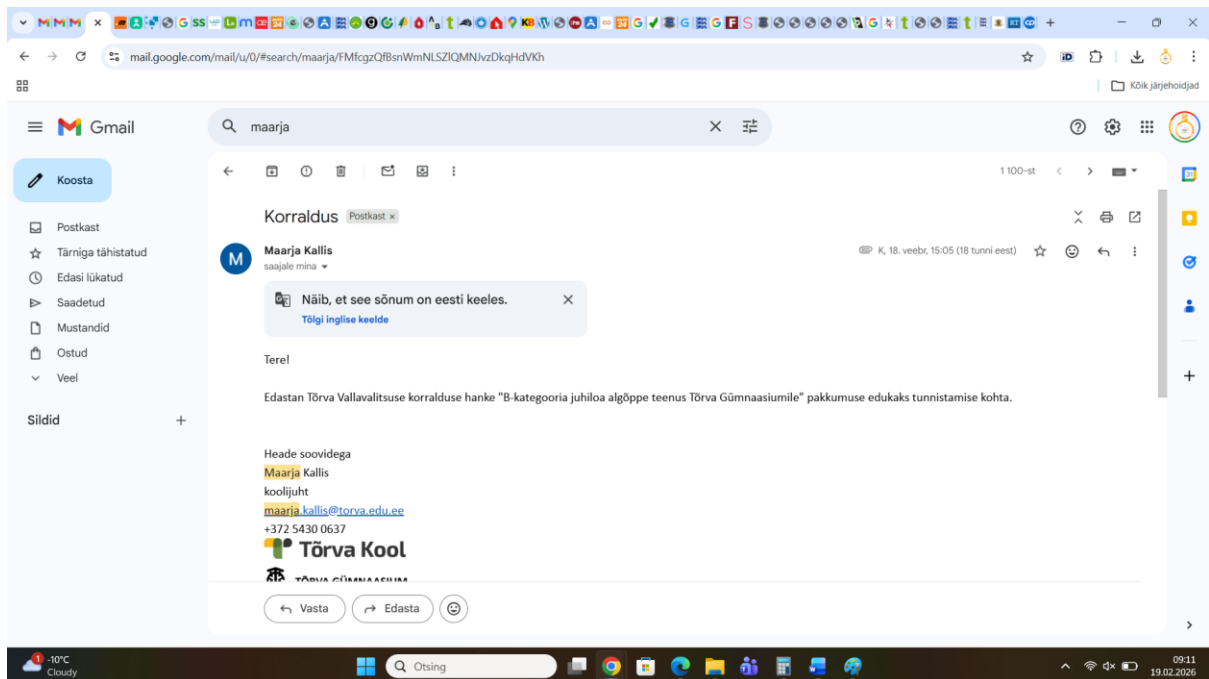 mail.google.com/mail/u/0/#search/maarja/FMfcgzQfBsnWmNLSZlQMNJvzDkqHdVKh
Kõik järjehoidjad
Gmail
maarja
Koosta
1 100-st
Postkast
Tärniga tähistatud
Edasi lükatud
Saadetud
Mustandid
Ostud
Veel
Sildid
Korraldus Postkast ×
Maarja Kallis
K, 18. veebr, 15:05 (18 tunni eest)
saajale mina
Näib, et see sõnum on eesti keeles.
Tõlgi inglise keelde
Tere!
Edastan Tõrva Vallavalitsuse korralduse hanke "B-kategooria juhiloa algõppe teenus Tõrva Gümnaasiumile" pakkumuse edukaks tunnistamise kohta.
Heade soovidega
Maarja Kallis
koolijuht
maarja.kallis@torva.edu.ee
+372 5430 0637
Tõrva Kool
TÕRVA GÜMNAASIUM
Vasta
Edasta
1
-10°C
Cloudy
Otsing
09:11
19.02.2026